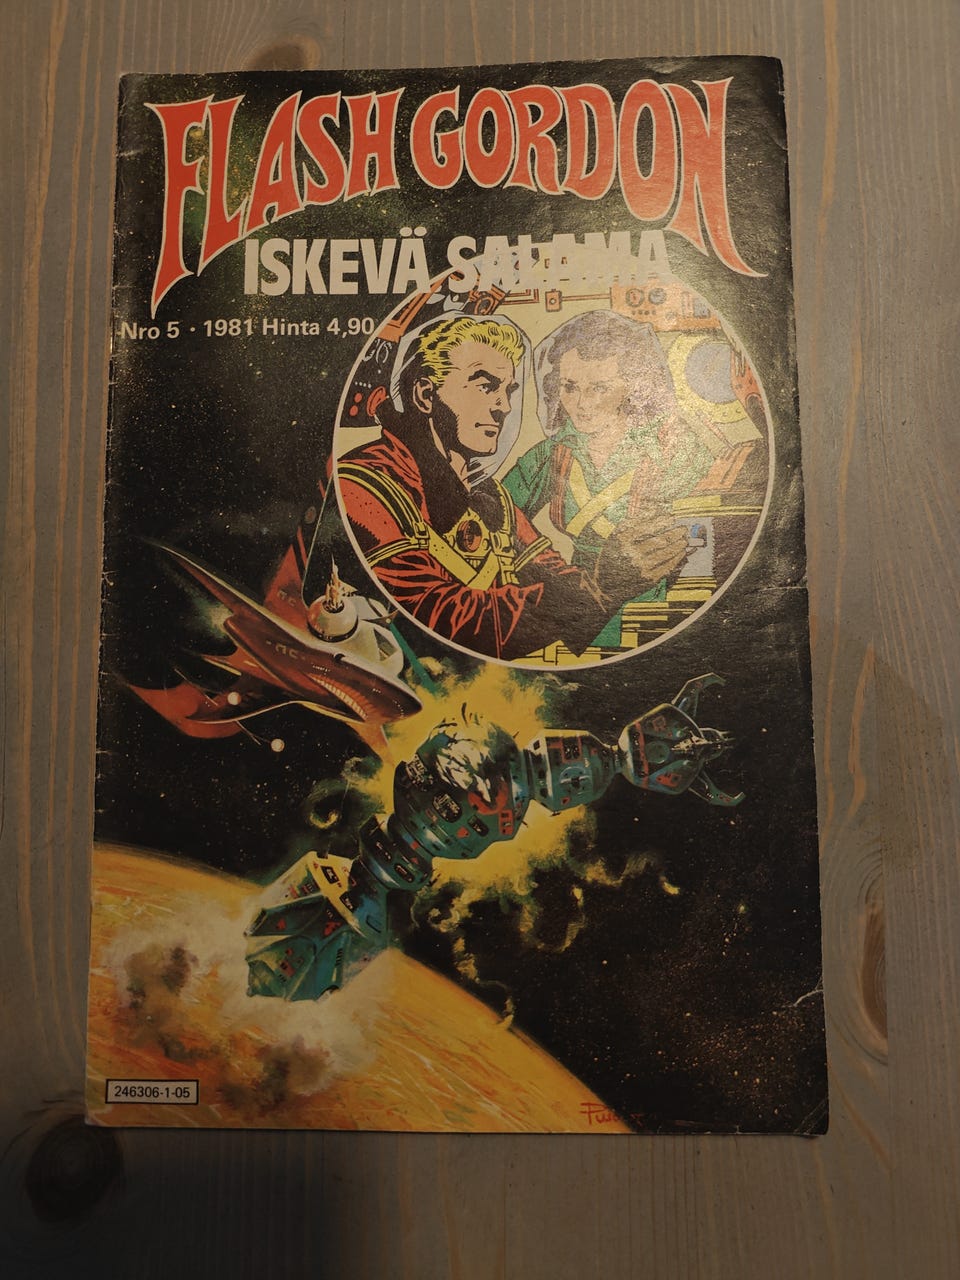 FLASH GORDON
ISKEVÄ SALAMA
Nro 5 · 1981 Hinta 4,90
246306-1-05